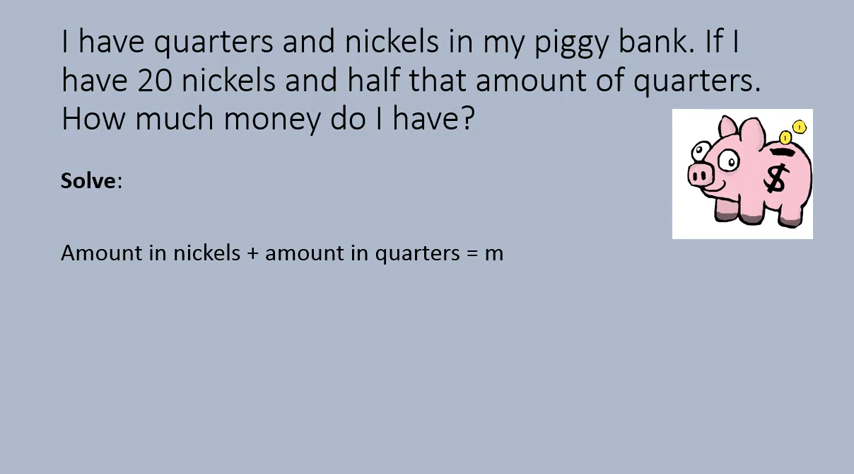 I have quarters and nickels in my piggy bank. If I
have 20 nickels and half that amount of quarters.
How much money do I have?
$
Solve:
Amount in nickels + amount in quarters = m